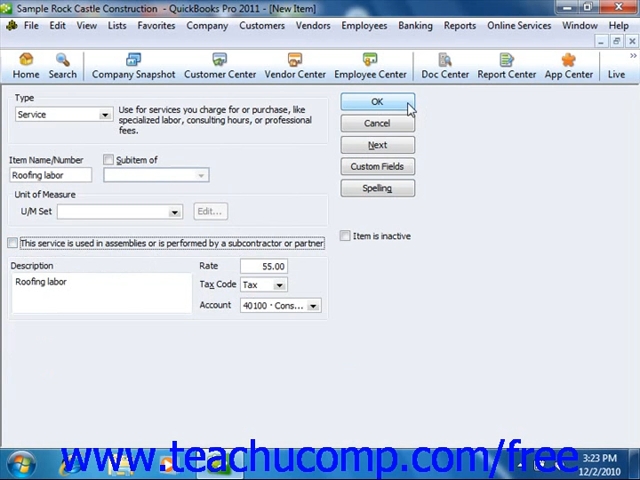 Sample Rock Castle Construction - QuickBooks Pro 2011 - [New Item]
File Edit View Lists Favorites Company Customers Vendors Employees Banking Reports Online Services Window Help
Home Search Company Snapshot Customer Center Vendor Center Employee Center Doc Center Report Center App Center Live
Type
Service
Use for services you charge for or purchase, like
specialized labor, consulting hours, or professional
fees.
OK
Cancel
Next
Custom Fields
Spelling
Item Name/Number
Subitem of
Roofing labor
Unit of Measure
U/M Set
Edit...
This service is used in assemblies or is performed by a subcontractor or partner
Item is inactive
Description
Roofing labor
Rate
55.00
Tax Code
Tax
Account
40100 · Cons...
www.teachucomp.com/free
3:23 PM
12/2/2010